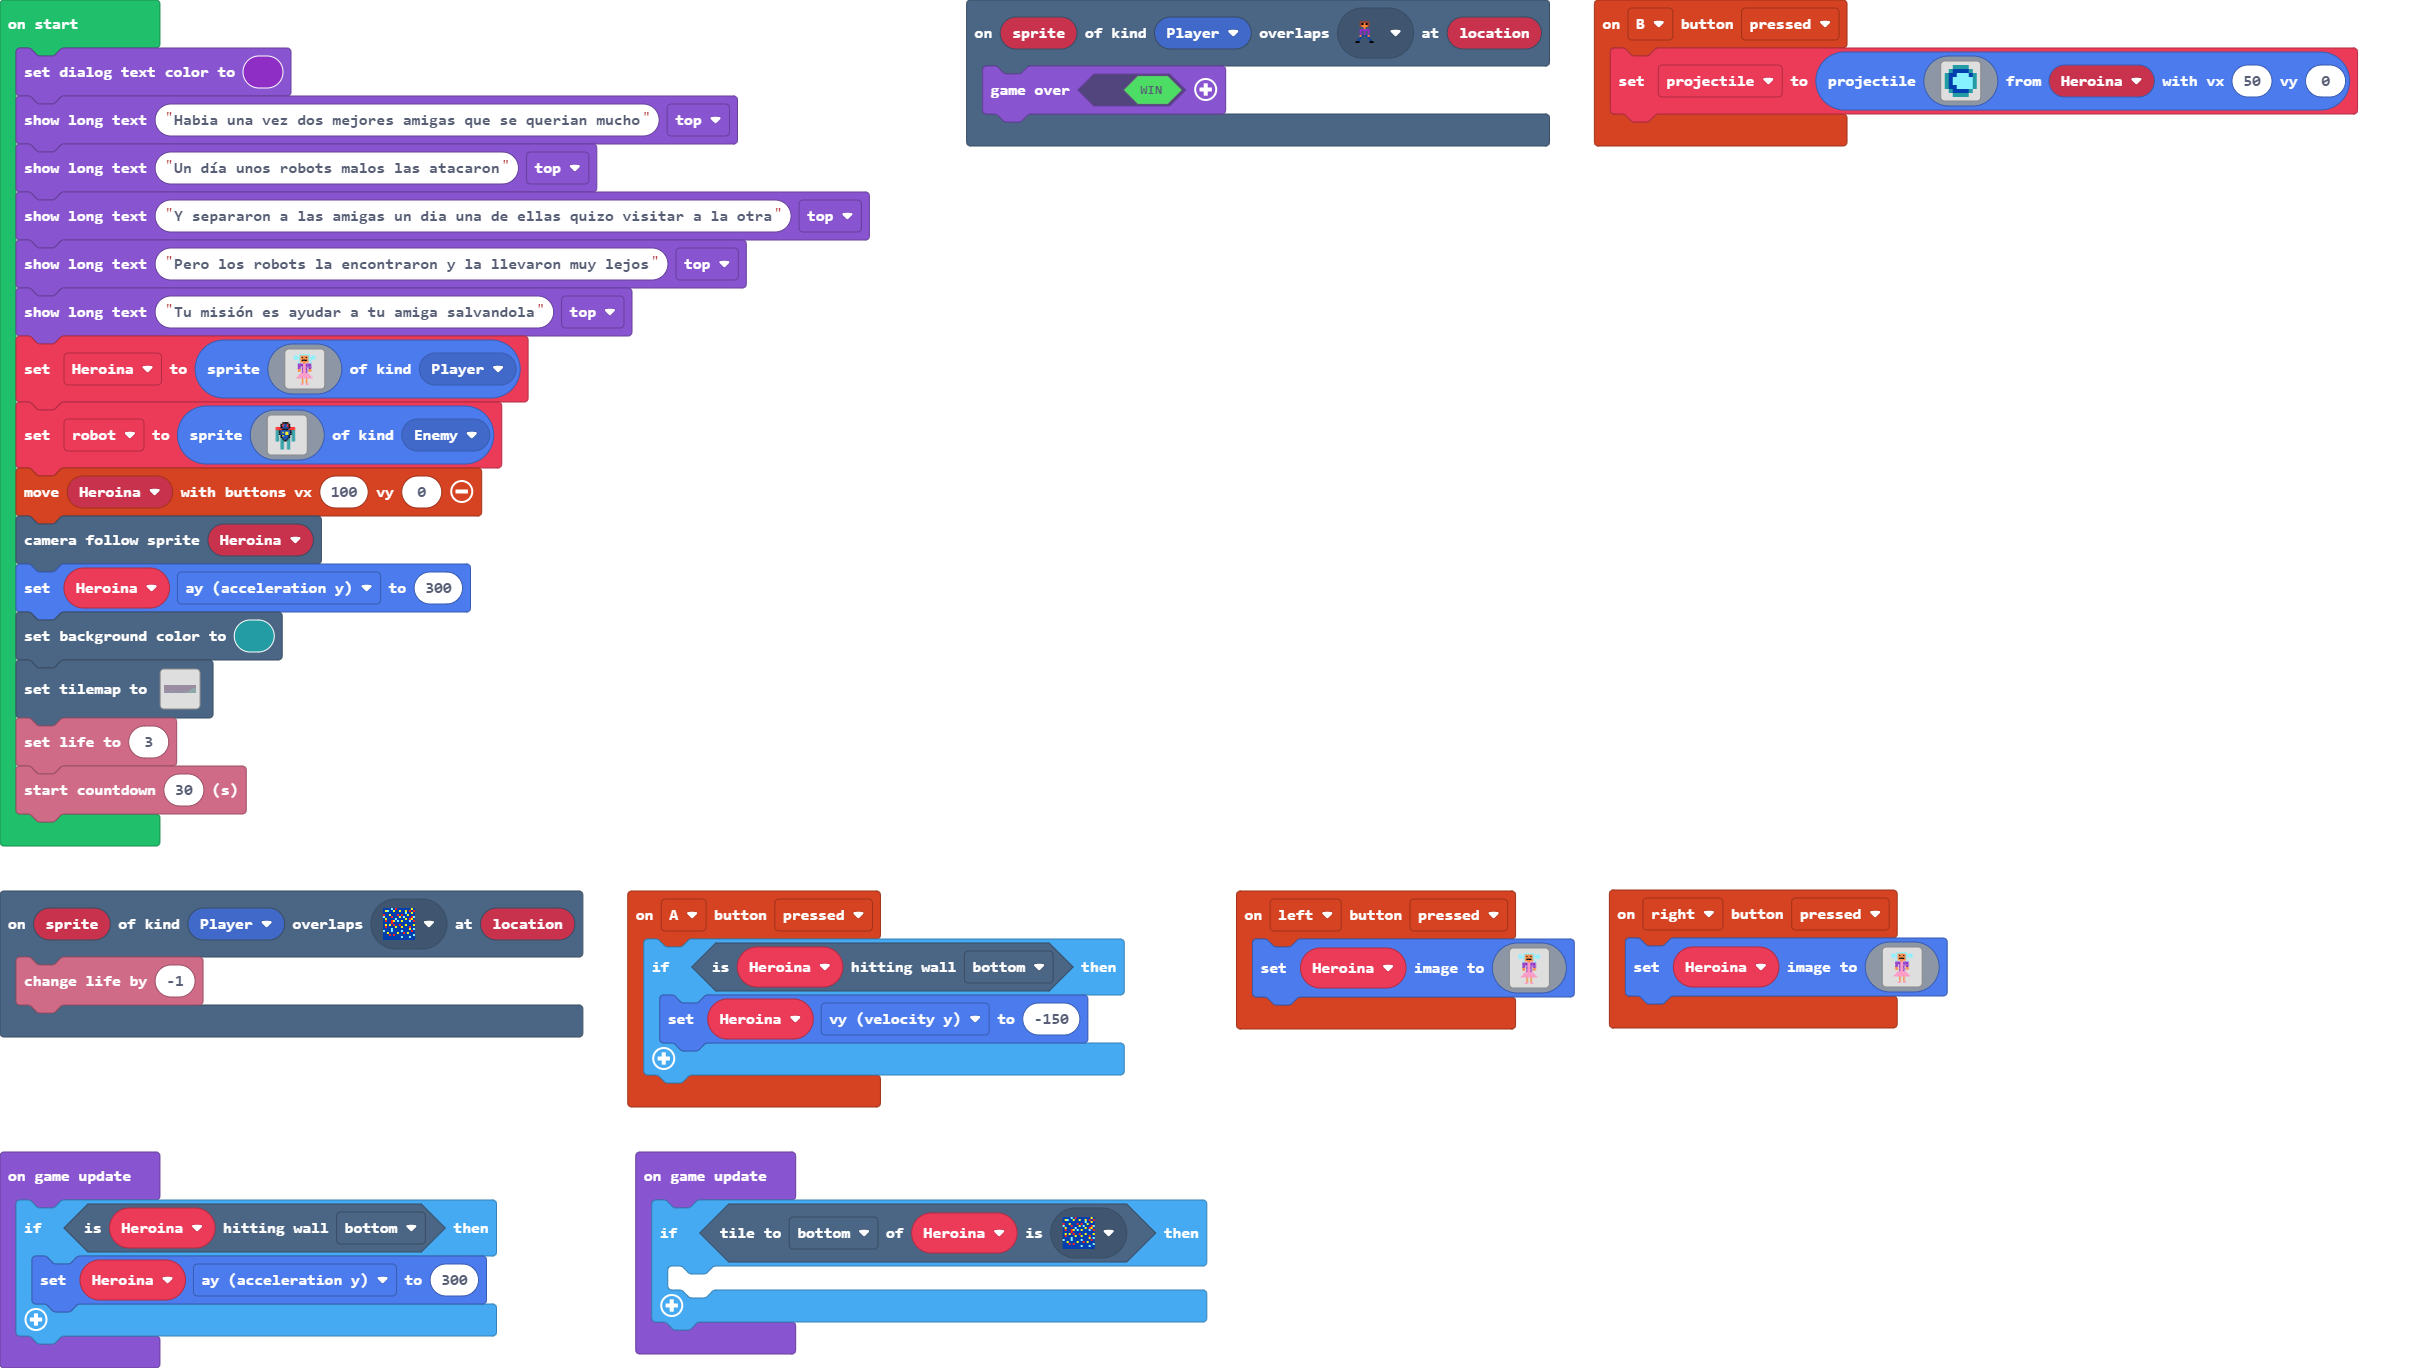 on start
set dialog text color to
show long text "Habia una vez dos mejores amigas que se querian mucho" top
show long text "Un día unos robots malos las atacaron" top
show long text "Y separaron a las amigas un dia una de ellas quizo visitar a la otra" top
show long text "Pero los robots la encontraron y la llevaron muy lejos" top
show long text "Tu misión es ayudar a tu amiga salvandola" top
set Heroina to sprite of kind Player
set robot to sprite of kind Enemy
move Heroina with buttons vx 100 vy 0
camera follow sprite Heroina
set Heroina ay (acceleration y) to 300
set background color to
set tilemap to
set life to 3
start countdown 30 (s)
on sprite of kind Player overlaps at location
game over WIN
on B button pressed
set projectile to projectile from Heroina with vx 50 vy 0
on sprite of kind Player overlaps at location
change life by -1
on A button pressed
if is Heroina hitting wall bottom then
set Heroina vy (velocity y) to -150
on left button pressed
set Heroina image to
on right button pressed
set Heroina image to
on game update
if is Heroina hitting wall bottom then
set Heroina ay (acceleration y) to 300
on game update
if tile to bottom of Heroina is then